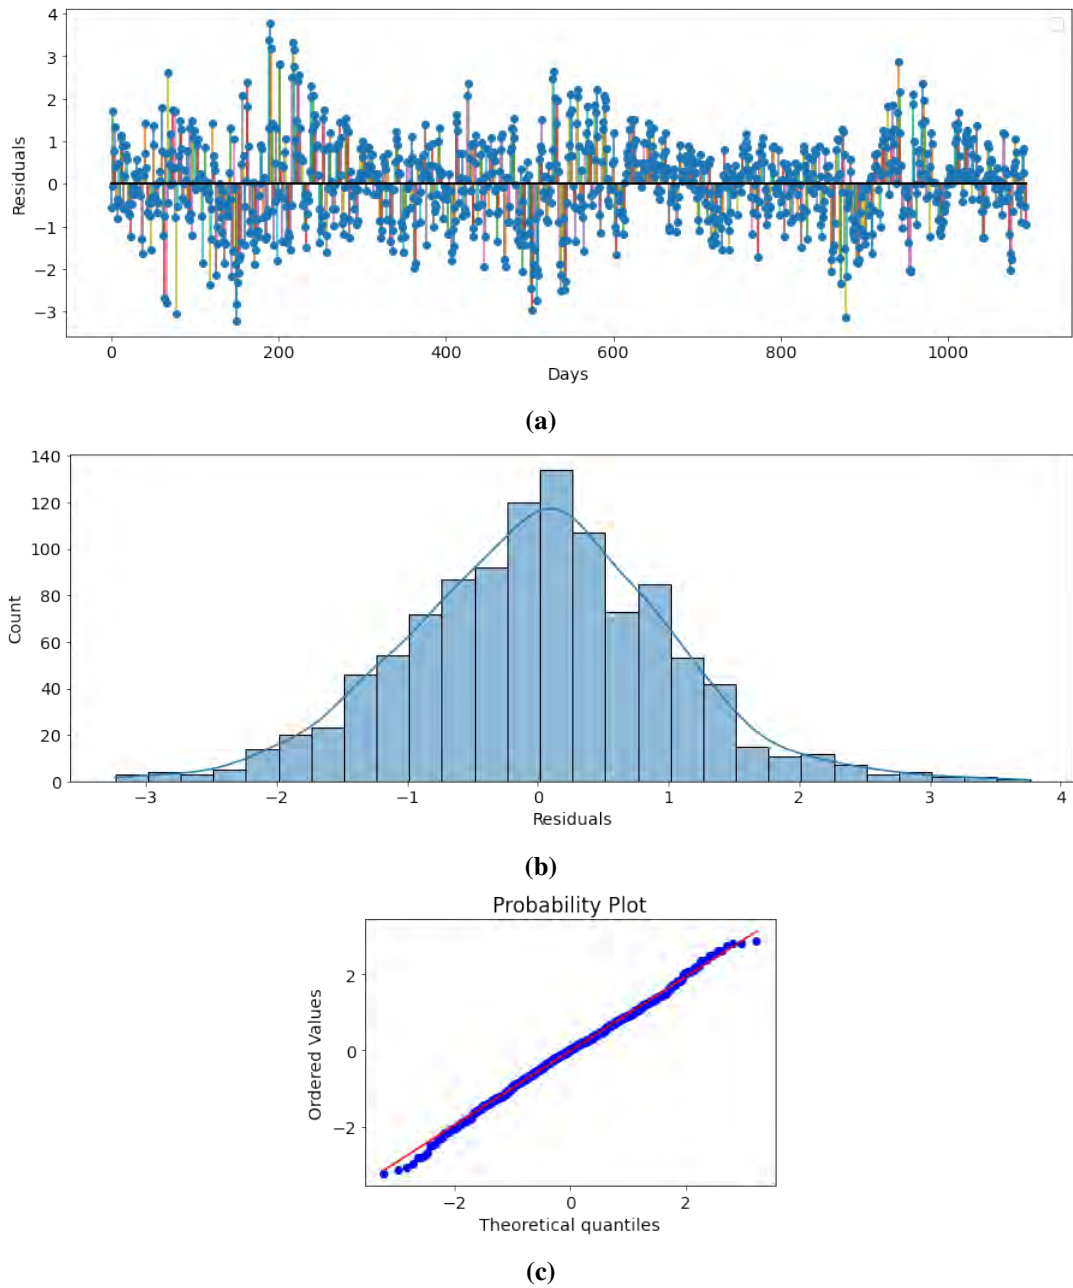 4
3
2
1
0
−1
−2
−3
Residuals
0 200 400 600 800 1000
Days
(a)
140
120
100
80
60
40
20
0
Count
−3 −2 −1 0 1 2 3 4
Residuals
(b)
Probability Plot
2
0
−2
Ordered Values
−2 0 2
Theoretical quantiles
(c)